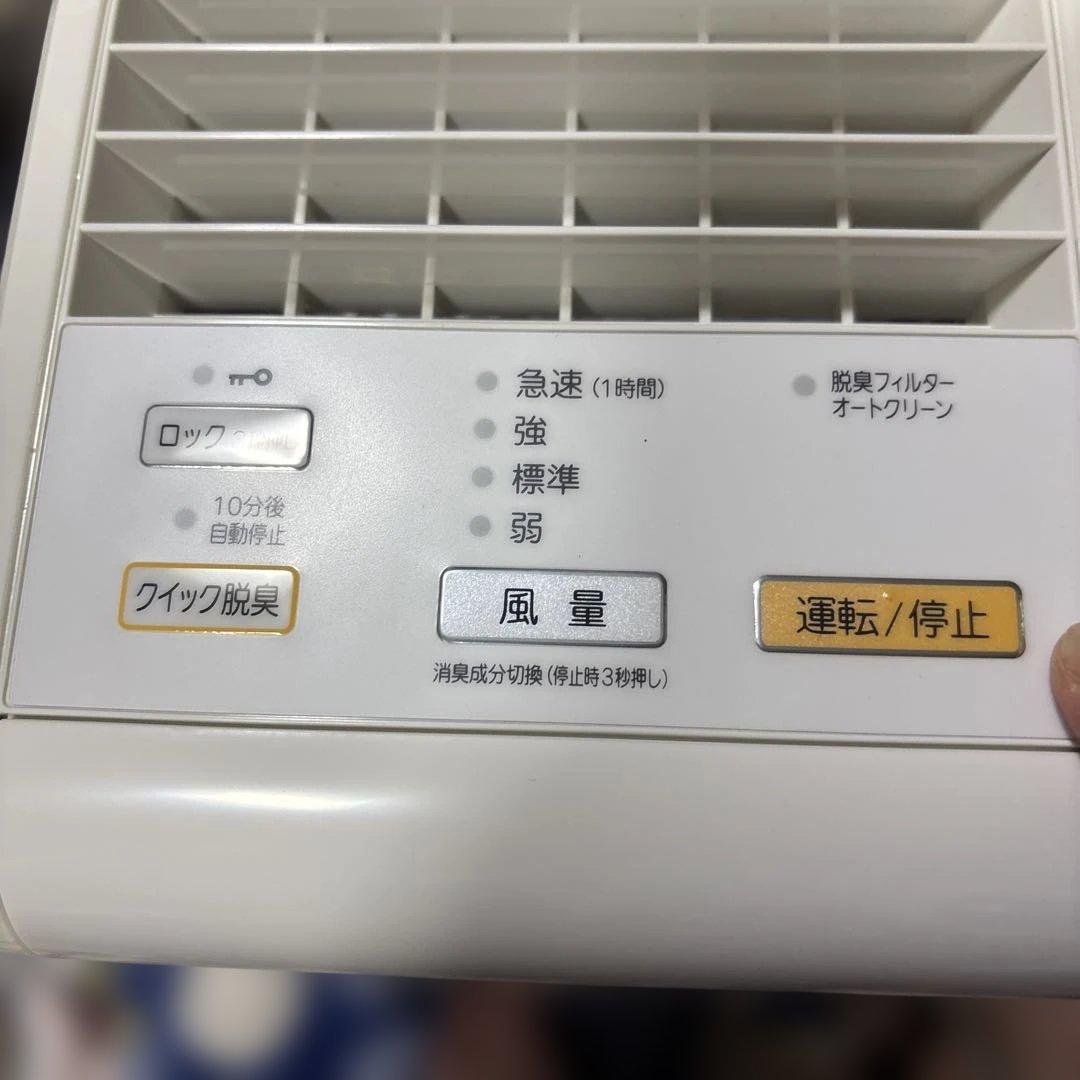 ロック
10分後
自動停止
クイック脱臭
急速(1時間)
強
標準
弱
風量
消臭成分切換(停止時3秒押し)
脱臭フィルター
オートクリーン
運転/停止